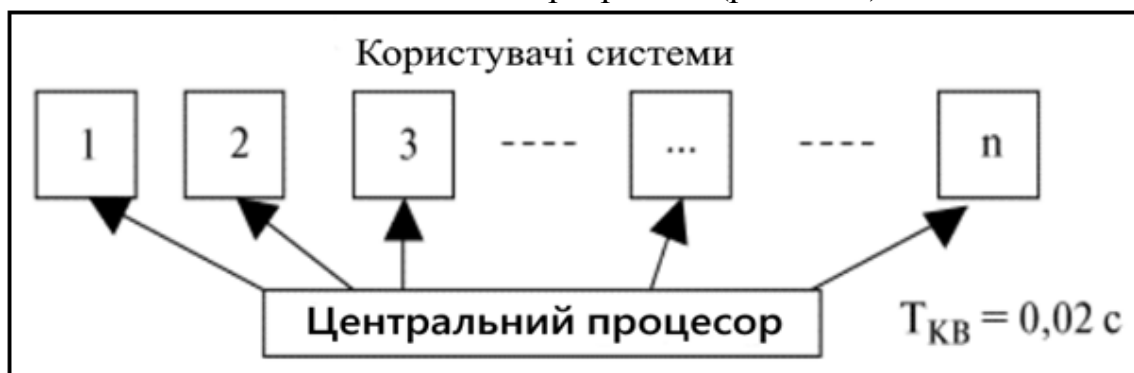 Користувачі системи
1 2 3 ---- ... ---- n
Центральний процесор
T_КВ = 0,02 с